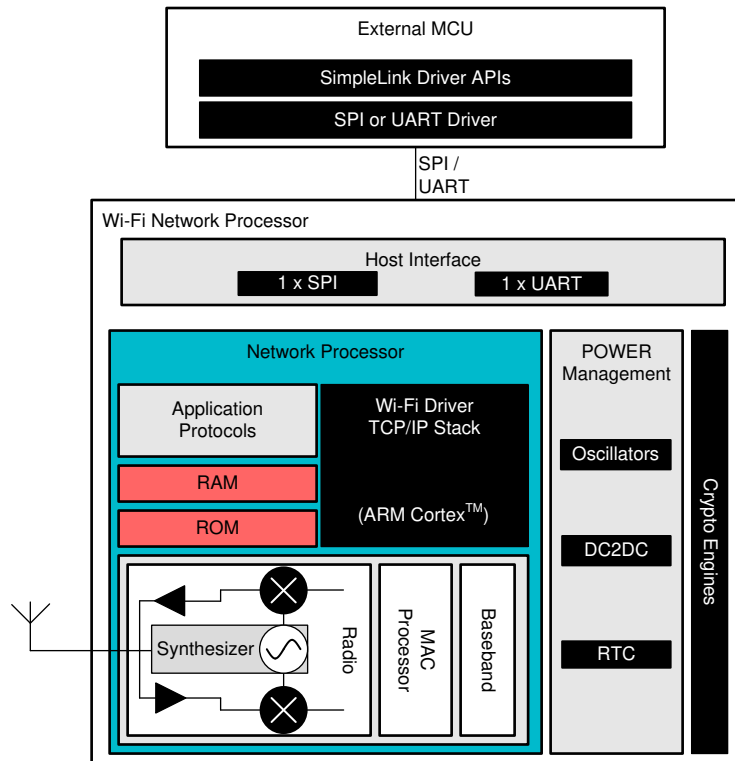 External MCU
SimpleLink Driver APIs
SPI or UART Driver
SPI /
UART
Wi-Fi Network Processor
Host Interface
1 x SPI
1 x UART
Network Processor
Application
Protocols
Wi-Fi Driver
TCP/IP Stack
RAM
ROM
(ARM Cortex™)
Synthesizer
Radio
MAC
Processor
Baseband
POWER
Management
Oscillators
DC2DC
RTC
Crypto Engines